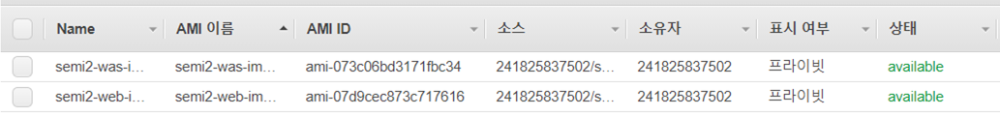 Name AMI 이름 AMI ID 소스 소유자 표시 여부 상태
semi2-was-i... semi2-was-im... ami-073c06bd3171fbc34 241825837502/s... 241825837502 프라이빗 available
semi2-web-i... semi2-web-im... ami-07d9cec873c717616 241825837502/s... 241825837502 프라이빗 available